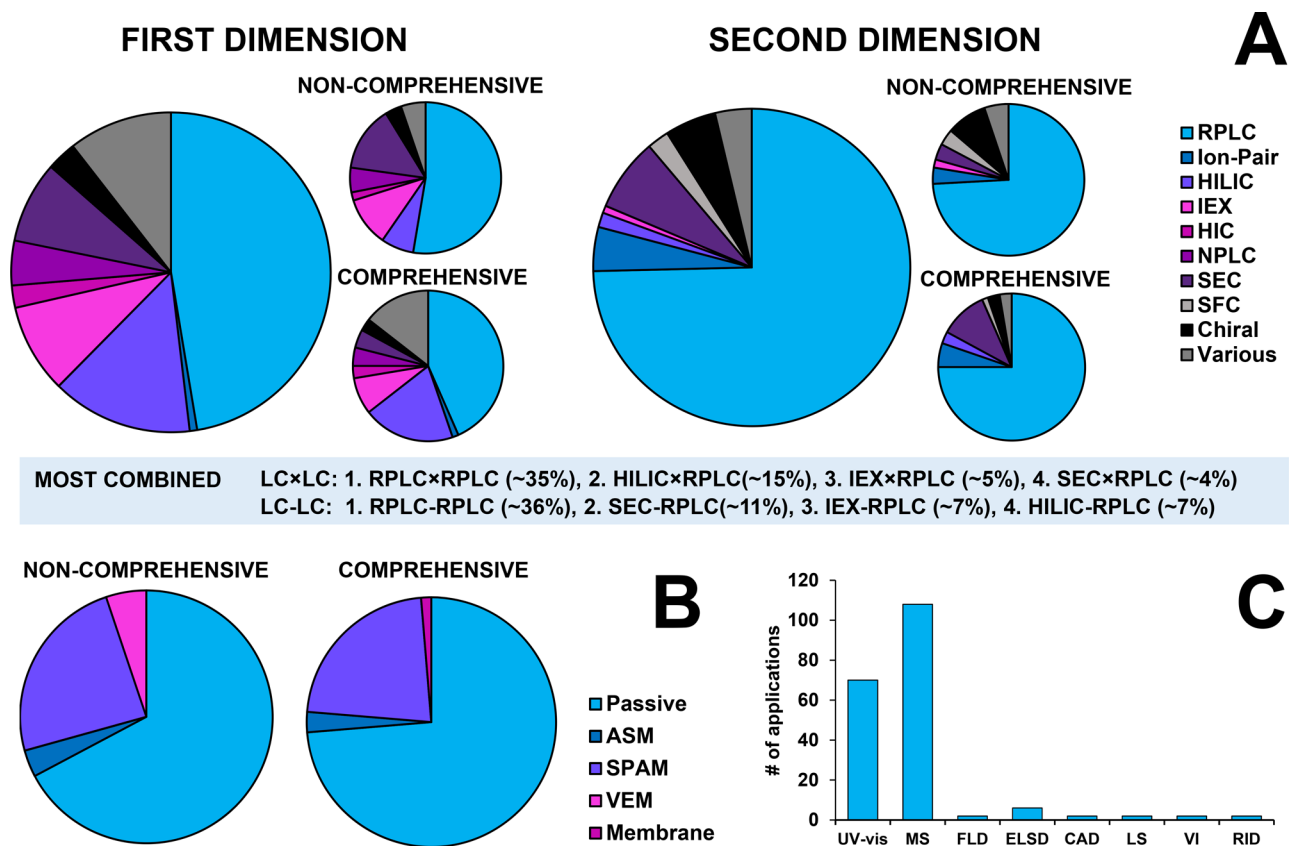 FIRST DIMENSION
SECOND DIMENSION
A
NON-COMPREHENSIVE
NON-COMPREHENSIVE
COMPREHENSIVE
COMPREHENSIVE
RPLC
Ion-Pair
HILIC
IEX
HIC
NPLC
SEC
SFC
Chiral
Various
MOST COMBINED LC×LC: 1. RPLC×RPLC (~35%), 2. HILIC×RPLC(~15%), 3. IEX×RPLC (~5%), 4. SEC×RPLC (~4%)
LC-LC: 1. RPLC-RPLC (~36%), 2. SEC-RPLC(~11%), 3. IEX-RPLC (~7%), 4. HILIC-RPLC (~7%)
NON-COMPREHENSIVE
COMPREHENSIVE
B
Passive
ASM
SPAM
VEM
Membrane
C
# of applications
120
100
80
60
40
20
0
UV-vis MS FLD ELSD CAD LS VI RID